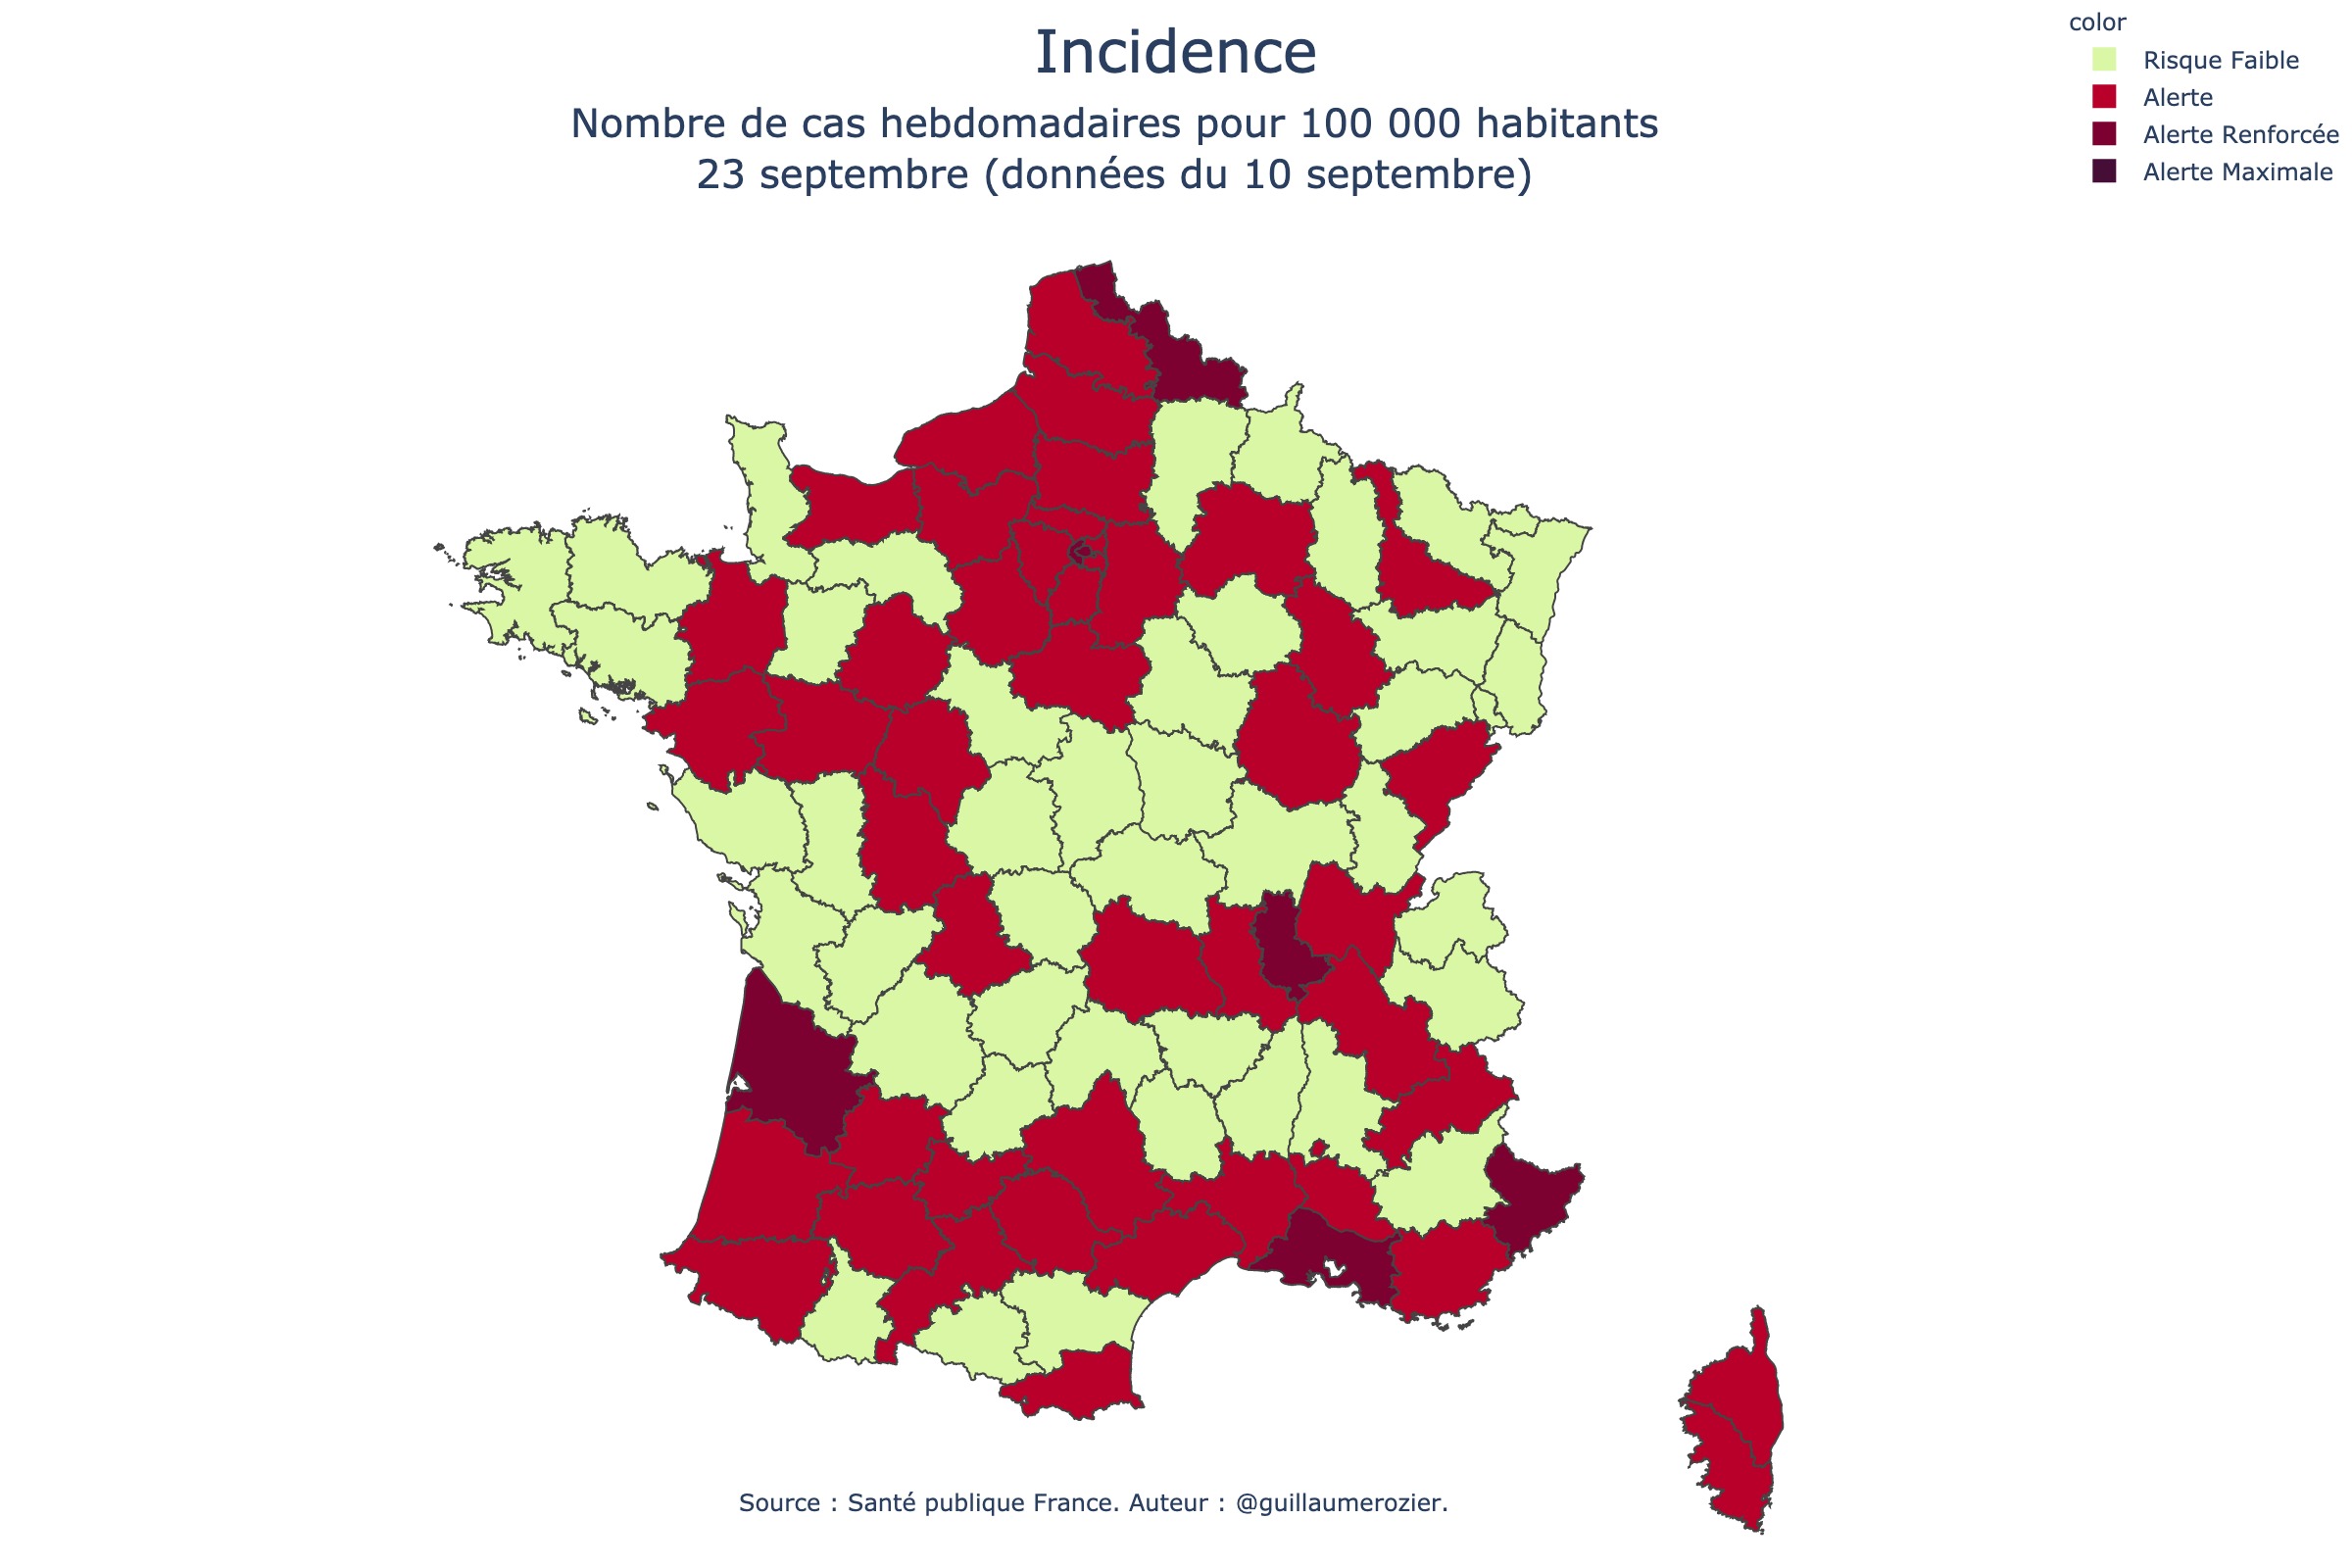 Incidence
Nombre de cas hebdomadaires pour 100 000 habitants
23 septembre (données du 10 septembre)
color
Risque Faible
Alerte
Alerte Renforcée
Alerte Maximale
Source : Santé publique France. Auteur : @guillaumerozier.